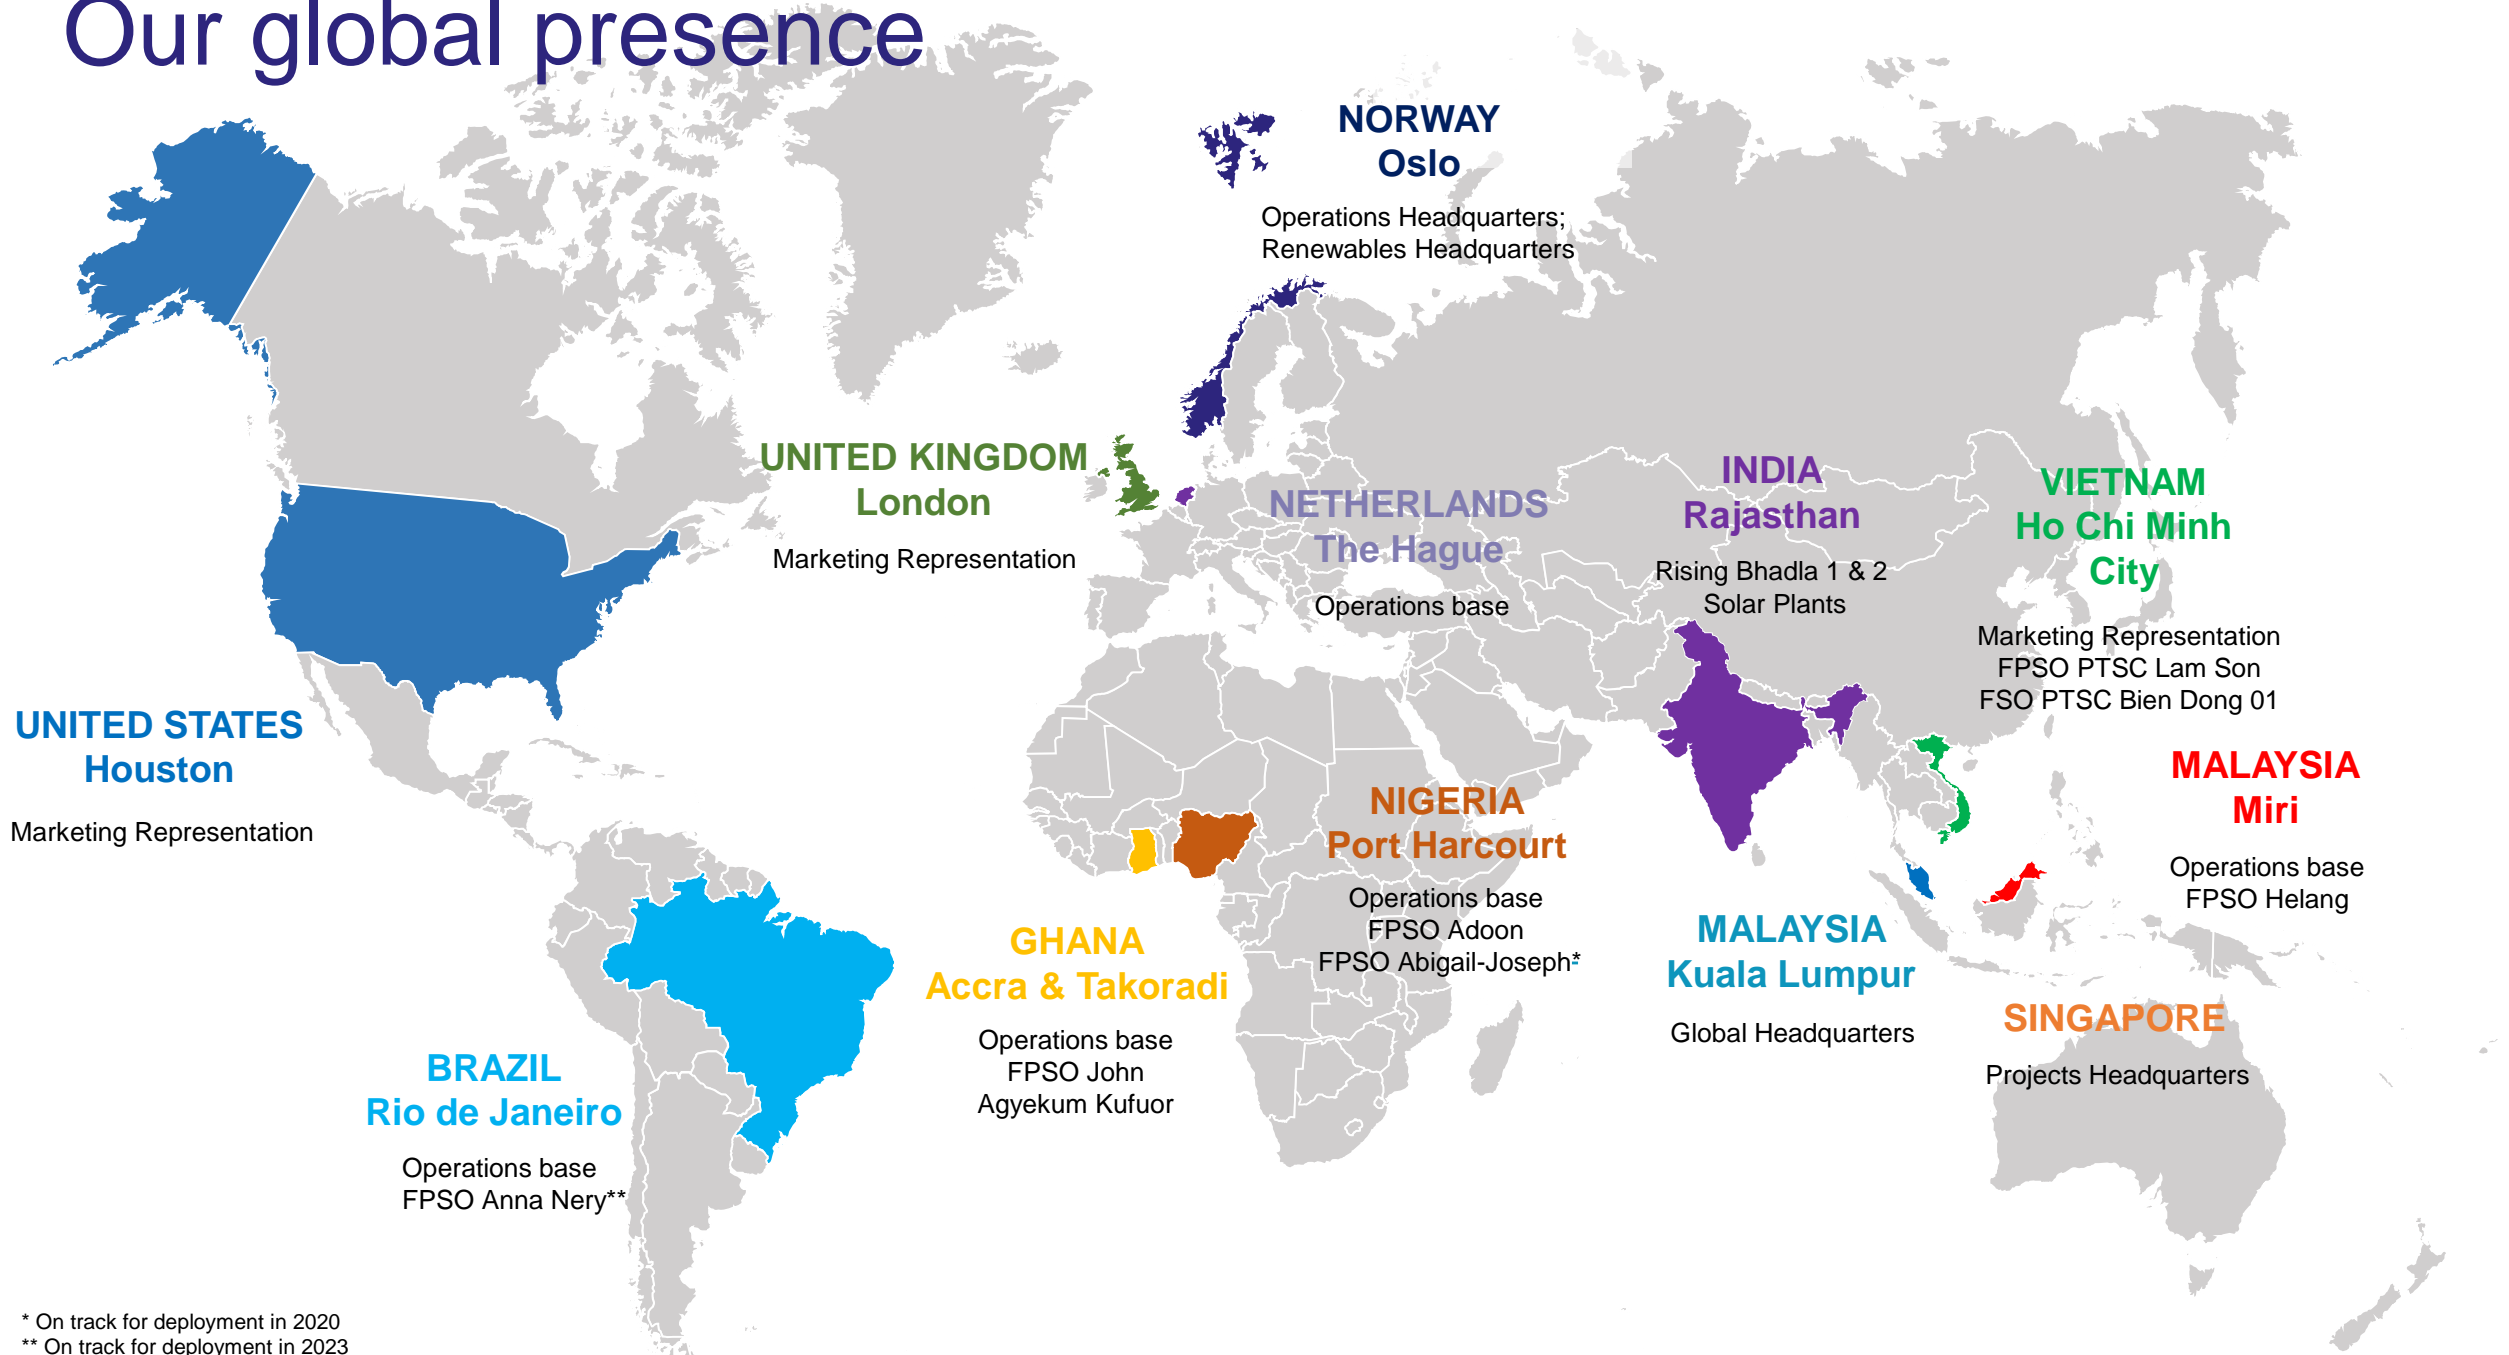 Our global presence
NORWAY
Oslo
Operations Headquarters;
Renewables Headquarters
UNITED KINGDOM
London
Marketing Representation
NETHERLANDS
The Hague
Operations base
INDIA
Rajasthan
Rising Bhadla 1 & 2
Solar Plants
VIETNAM
Ho Chi Minh
City
Marketing Representation
FPSO PTSC Lam Son
FSO PTSC Bien Dong 01
UNITED STATES
Houston
Marketing Representation
NIGERIA
Port Harcourt
Operations base
FPSO Adoon
FPSO Abigail-Joseph*
MALAYSIA
Miri
Operations base
FPSO Helang
GHANA
Accra & Takoradi
Operations base
FPSO John
Agyekum Kufuor
MALAYSIA
Kuala Lumpur
Global Headquarters
SINGAPORE
Projects Headquarters
BRAZIL
Rio de Janeiro
Operations base
FPSO Anna Nery**
* On track for deployment in 2020
** On track for deployment in 2023